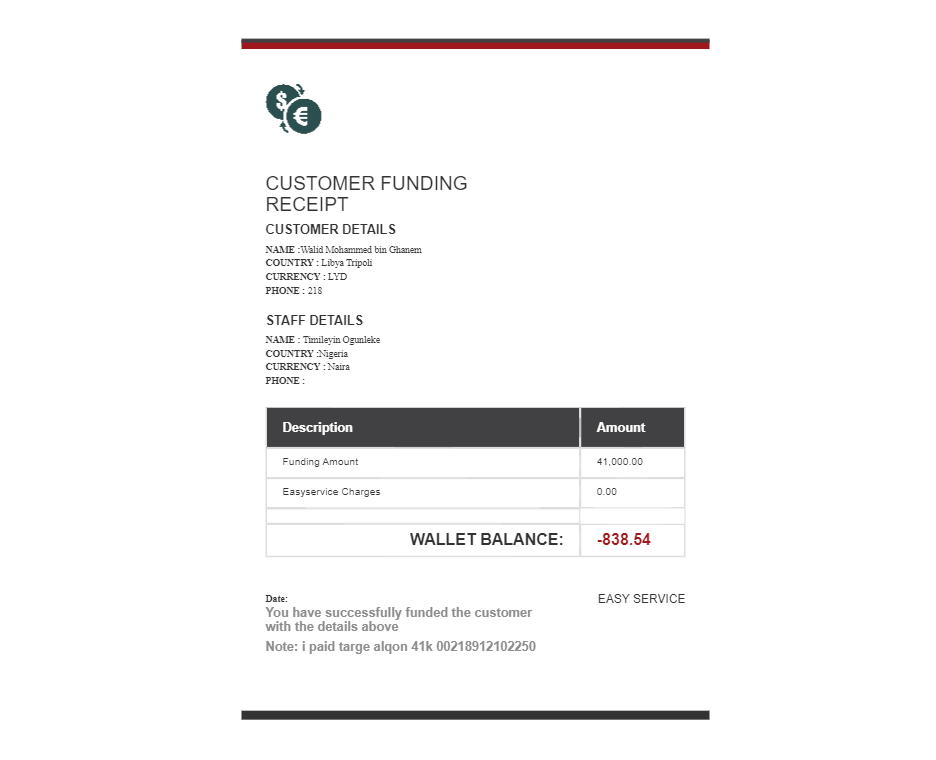 $
€
CUSTOMER FUNDING
RECEIPT
CUSTOMER DETAILS
NAME :Walid Mohammed bin Ghanem
COUNTRY : Libya Tripoli
CURRENCY : LYD
PHONE : 218
STAFF DETAILS
NAME : Timileyin Ogunleke
COUNTRY :Nigeria
CURRENCY : Naira
PHONE :
Description Amount
Funding Amount 41,000.00
Easyservice Charges 0.00
WALLET BALANCE: -838.54
Date: EASY SERVICE
You have successfully funded the customer
with the details above
Note: i paid targe alqon 41k 00218912102250